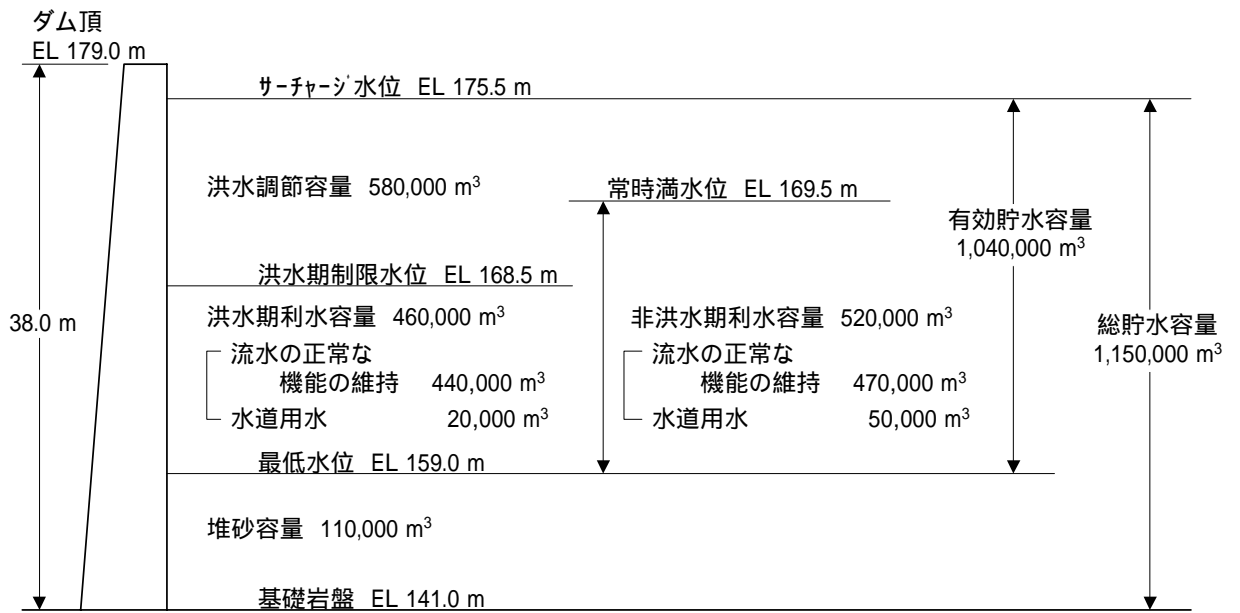 ダム頂
EL 179.0 m
ｻｰﾁｬｰｼﾞ水位 EL 175.5 m
洪水調節容量 580,000 m³
常時満水位 EL 169.5 m
有効貯水容量
1,040,000 m³
洪水期制限水位 EL 168.5 m
38.0 m
洪水期利水容量 460,000 m³
非洪水期利水容量 520,000 m³
総貯水容量
1,150,000 m³
流水の正常な
機能の維持 440,000 m³
水道用水 20,000 m³
流水の正常な
機能の維持 470,000 m³
水道用水 50,000 m³
最低水位 EL 159.0 m
堆砂容量 110,000 m³
基礎岩盤 EL 141.0 m